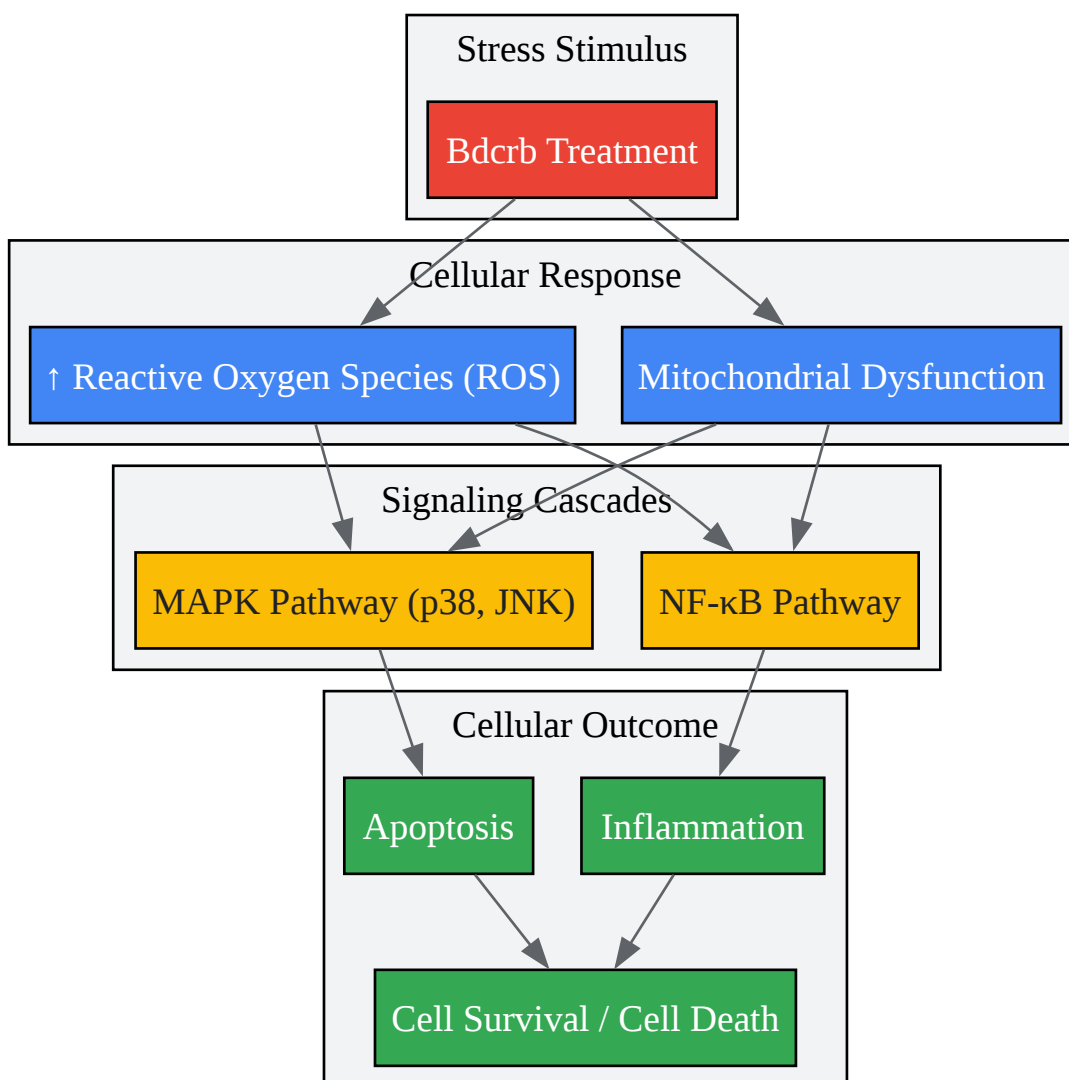 Stress Stimulus
Bdcrb Treatment
Cellular Response
↑ Reactive Oxygen Species (ROS)
Mitochondrial Dysfunction
Signaling Cascades
MAPK Pathway (p38, JNK)
NF-κB Pathway
Cellular Outcome
Apoptosis
Inflammation
Cell Survival / Cell Death